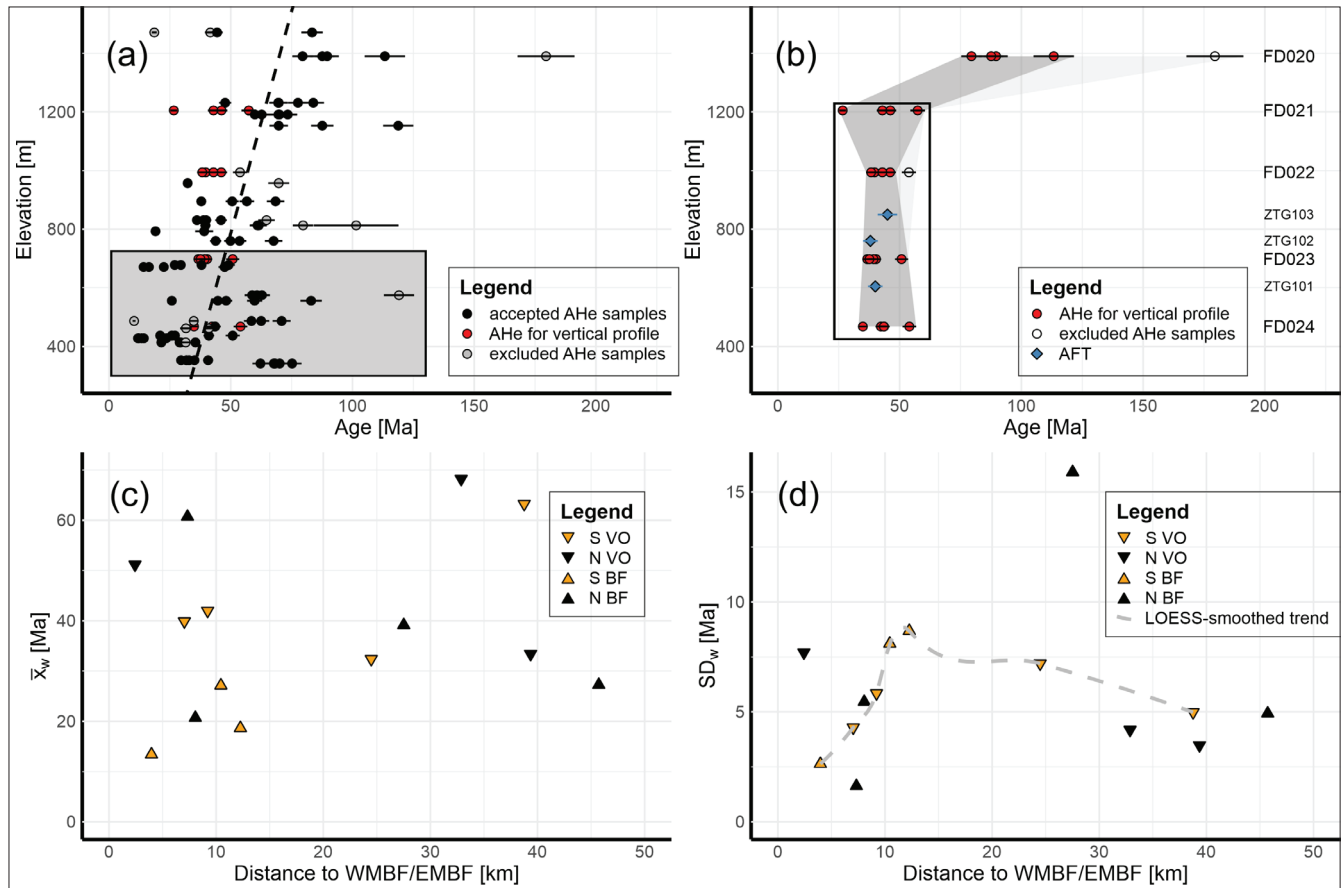 (a)
1200
800
400
Elevation [m]
0
50
100
150
200
Age [Ma]
Legend
accepted AHe samples
AHe for vertical profile
excluded AHe samples
(b)
1200
800
400
Elevation [m]
0
50
100
150
200
Age [Ma]
FD020
FD021
FD022
ZTG103
ZTG102
FD023
ZTG101
FD024
Legend
AHe for vertical profile
excluded AHe samples
AFT
(c)
60
40
20
0
x̅w [Ma]
0
10
20
30
40
50
Distance to WMBF/EMBF [km]
Legend
S VO
N VO
S BF
N BF
(d)
15
10
5
0
SDw [Ma]
0
10
20
30
40
50
Distance to WMBF/EMBF [km]
Legend
S VO
N VO
S BF
N BF
LOESS-smoothed trend